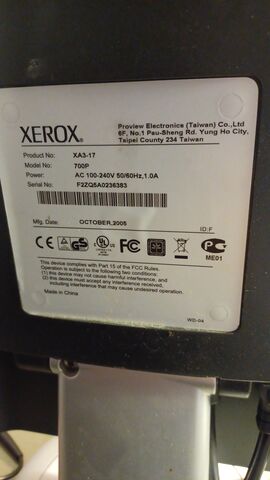 XEROX®
Proview Electronics (Taiwan) Co.,Ltd
6F, No.1 Pau-Sheng Rd. Yung Ho City,
Taipei County 234 Taiwan
Product No: XA3-17
Model No: 700P
Power: AC 100-240V 50/60Hz,1.0A
Serial No: F2ZQ5A0236383
Mfg. Date: OCTOBER,2005
ID:F
ME01
This device complies with Part 15 of the FCC Rules.
Operation is subject to the following two conditions:
(1) this device may not cause harmful interference, and
(2) this device must accept any interference received,
including interference that may cause undesired operation.
Made in China
WD-04